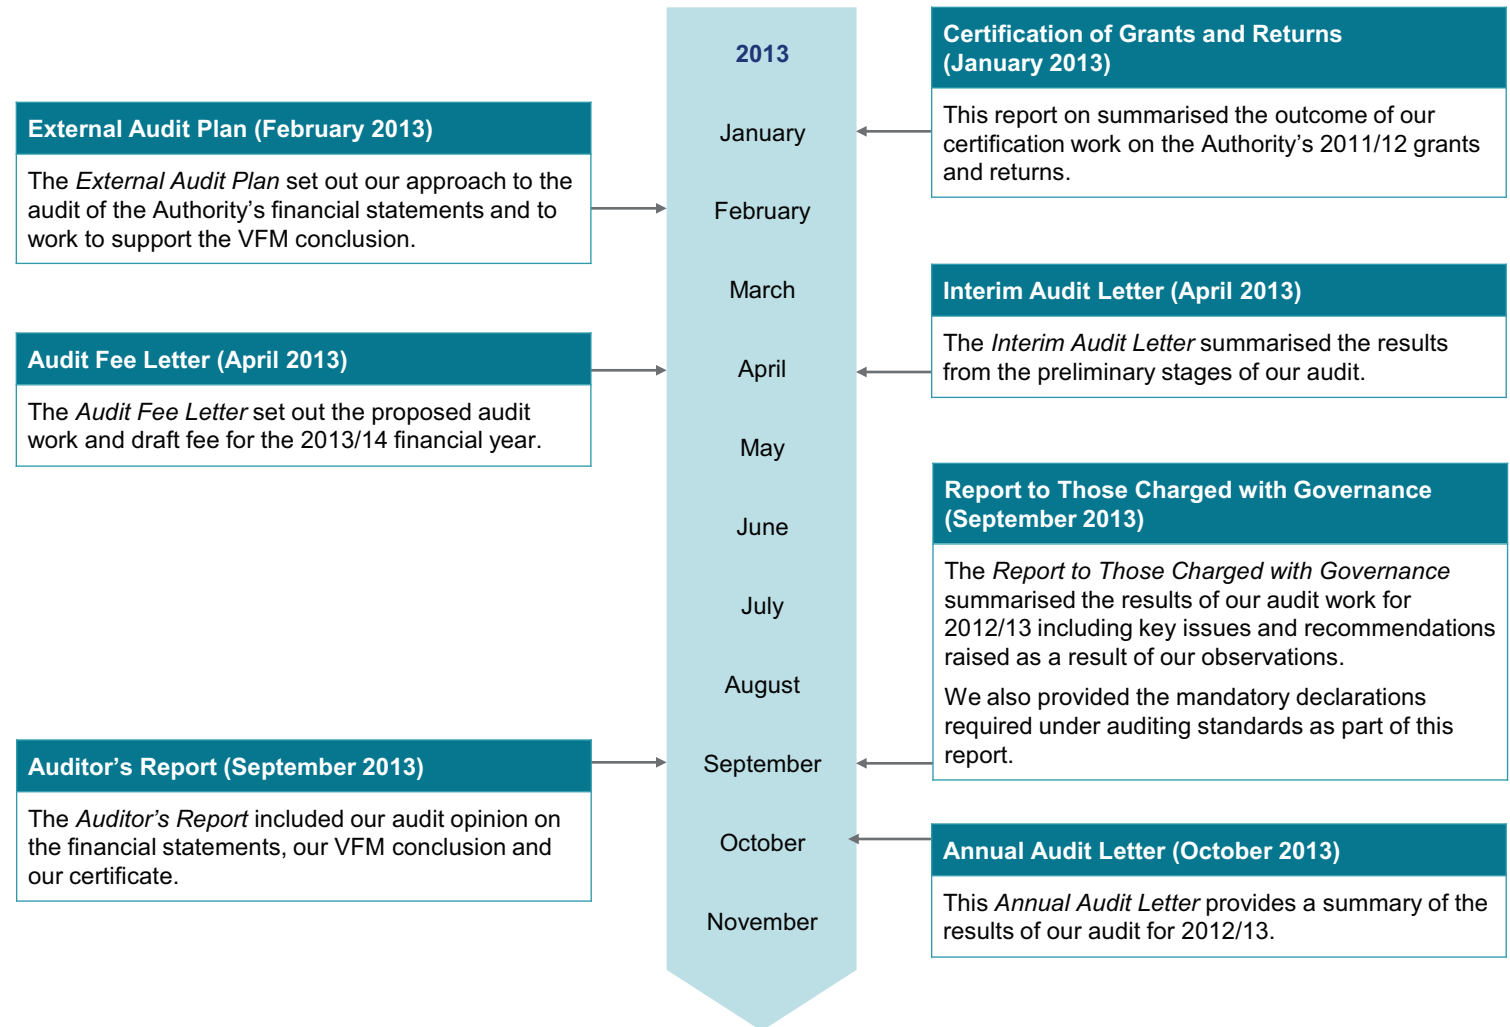 2013
January
February
March
April
May
June
July
August
September
October
November
External Audit Plan (February 2013)
The External Audit Plan set out our approach to the
audit of the Authority's financial statements and to
work to support the VFM conclusion.
Audit Fee Letter (April 2013)
The Audit Fee Letter set out the proposed audit
work and draft fee for the 2013/14 financial year.
Auditor's Report (September 2013)
The Auditor's Report included our audit opinion on
the financial statements, our VFM conclusion and
our certificate.
Certification of Grants and Returns
(January 2013)
This report on summarised the outcome of our
certification work on the Authority's 2011/12 grants
and returns.
Interim Audit Letter (April 2013)
The Interim Audit Letter summarised the results
from the preliminary stages of our audit.
Report to Those Charged with Governance
(September 2013)
The Report to Those Charged with Governance
summarised the results of our audit work for
2012/13 including key issues and recommendations
raised as a result of our observations.
We also provided the mandatory declarations
required under auditing standards as part of this
report.
Annual Audit Letter (October 2013)
This Annual Audit Letter provides a summary of the
results of our audit for 2012/13.